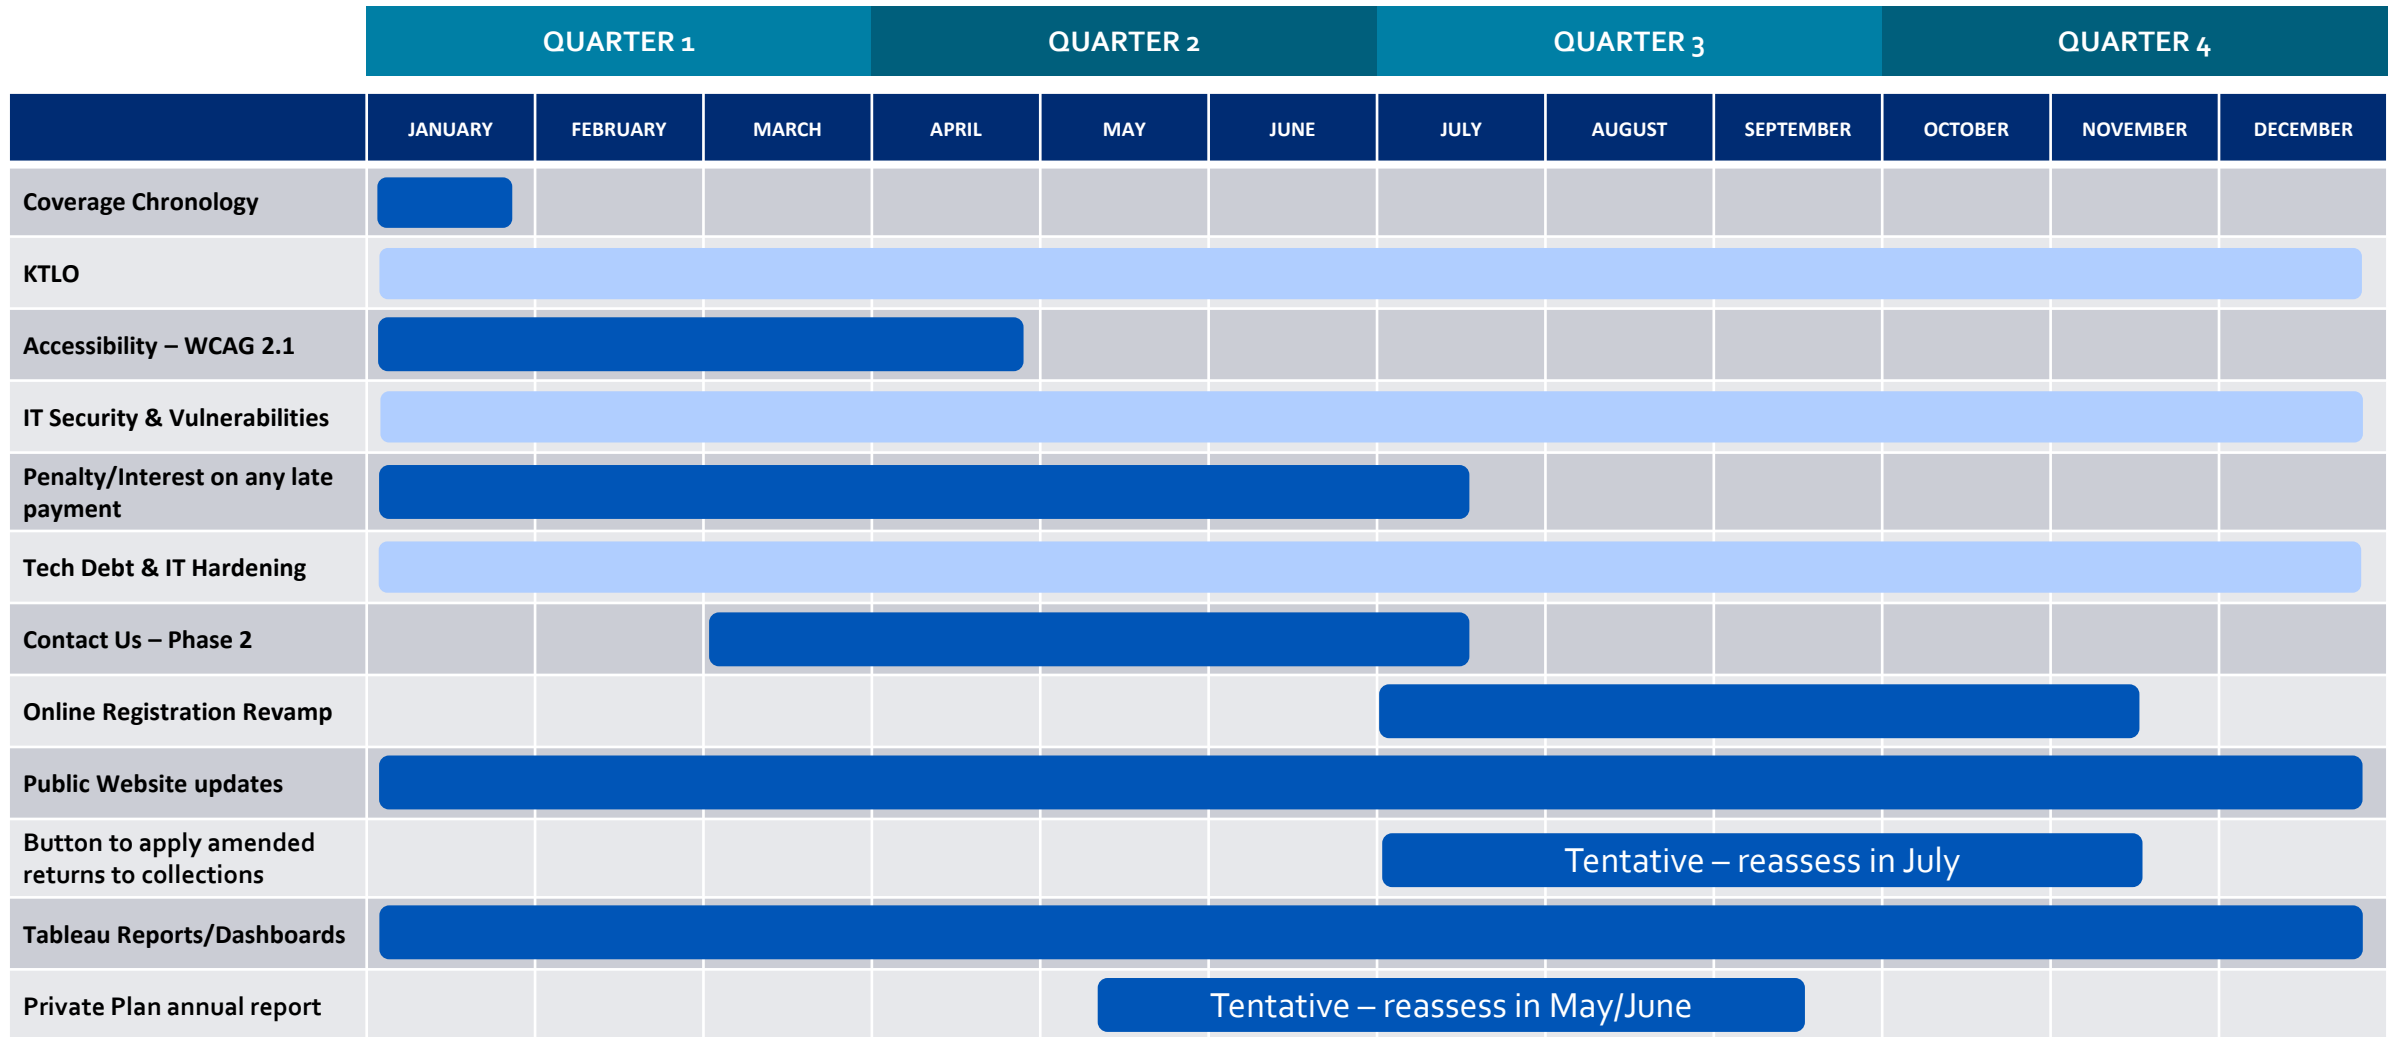 QUARTER 1 QUARTER 2 QUARTER 3 QUARTER 4
JANUARY FEBRUARY MARCH APRIL MAY JUNE JULY AUGUST SEPTEMBER OCTOBER NOVEMBER DECEMBER
Coverage Chronology
KTLO
Accessibility – WCAG 2.1
IT Security & Vulnerabilities
Penalty/Interest on any late
payment
Tech Debt & IT Hardening
Contact Us – Phase 2
Online Registration Revamp
Public Website updates
Button to apply amended
returns to collections
Tentative – reassess in July
Tableau Reports/Dashboards
Private Plan annual report
Tentative – reassess in May/June